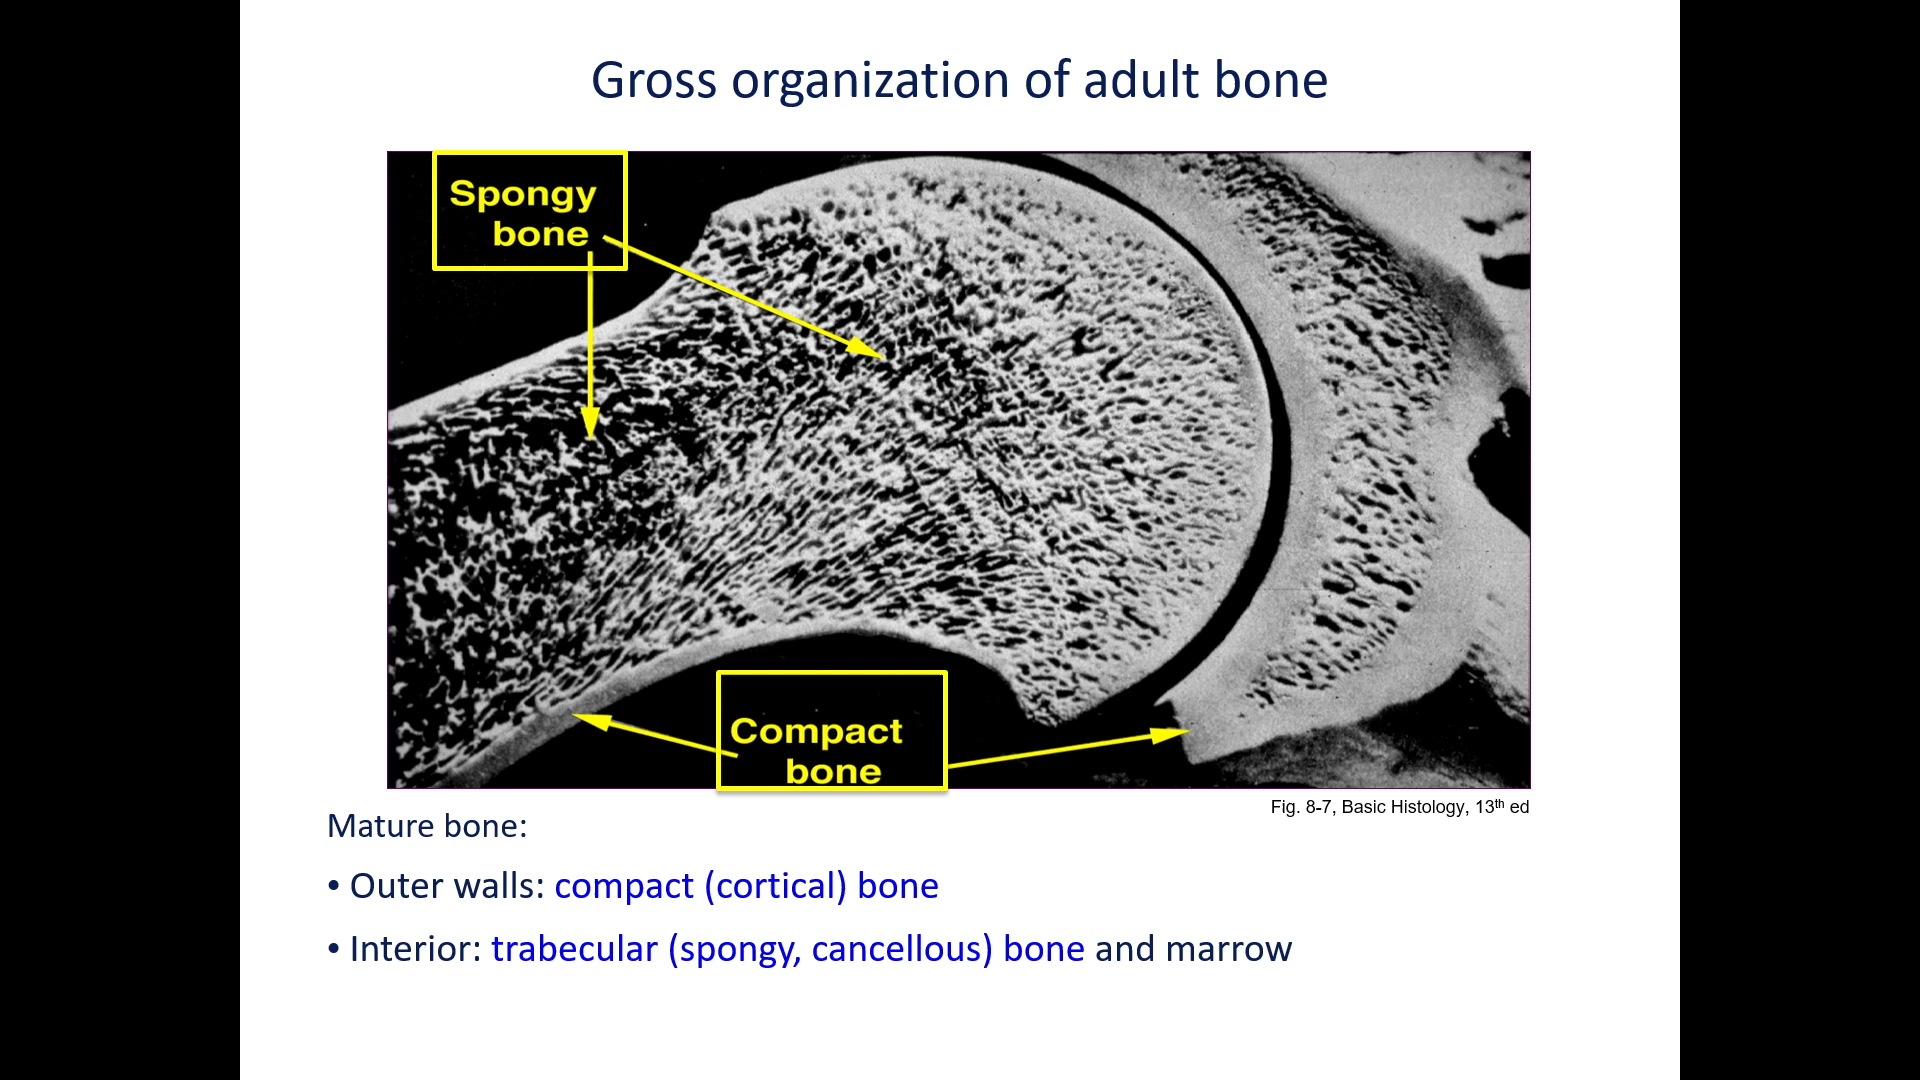 Gross organization of adult bone
Spongy
bone
Compact
bone
Fig. 8-7, Basic Histology, 13th ed
Mature bone:
• Outer walls: compact (cortical) bone
• Interior: trabecular (spongy, cancellous) bone and marrow